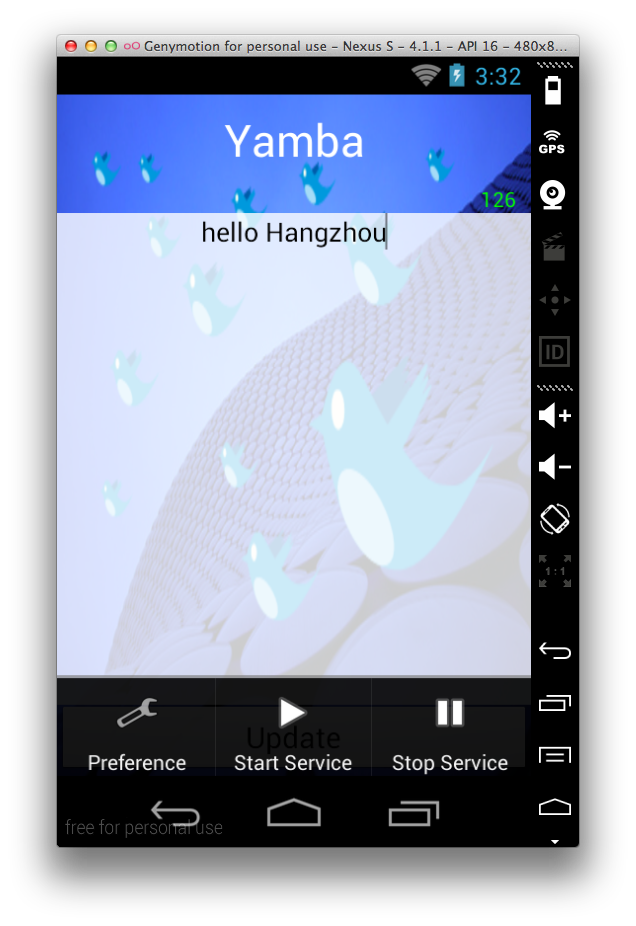 Genymotion for personal use – Nexus S – 4.1.1 – API 16 – 480x8...
3:32
GPS
Yamba
126
hello Hangzhou
ID
1:1
Update
Preference
Start Service
Stop Service
free for personal use